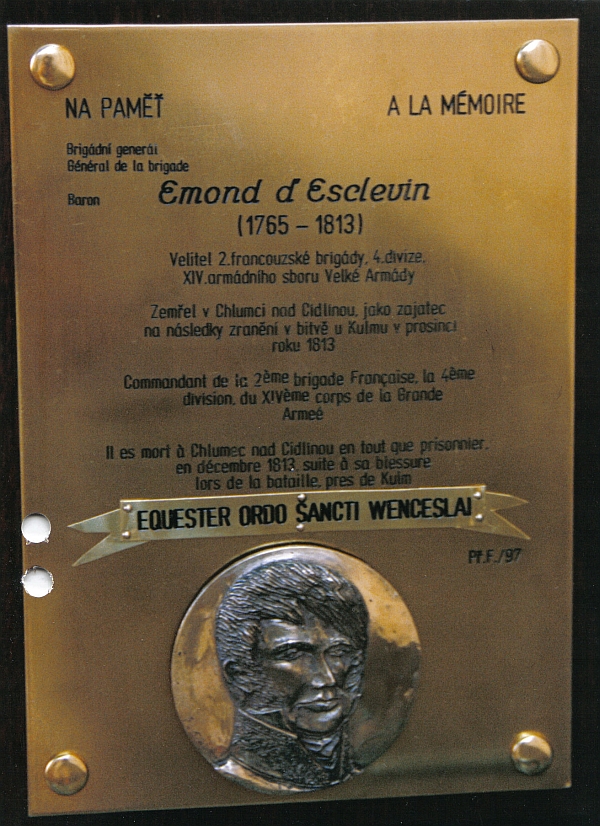 NA PAMĚŤ
A LA MÉMOIRE
Brigádní generál
Général de la brigade
Baron Emond d'Esclevin
(1765 – 1813)
Velitel 2.francouzské brigády, 4.divize,
XIV.armádního sboru Velké Armády
Zemřel v Chlumci nad Cidlinou, jako zajatec
na následky zranění v bitvě u Kulmu v prosinci
roku 1813
Commandant de la 2ème brigade Française, la 4ème
division, du XIVème corps de la Grande
Armeé
Il es mort à Chlumec nad Cidlinou en tout que prisonnier,
en décembre 1813, suite á sa blessure
lors de la bataille, pres de Kulm
EQUESTER ORDO ŠANCTI WENCESLAI
Př.F./97